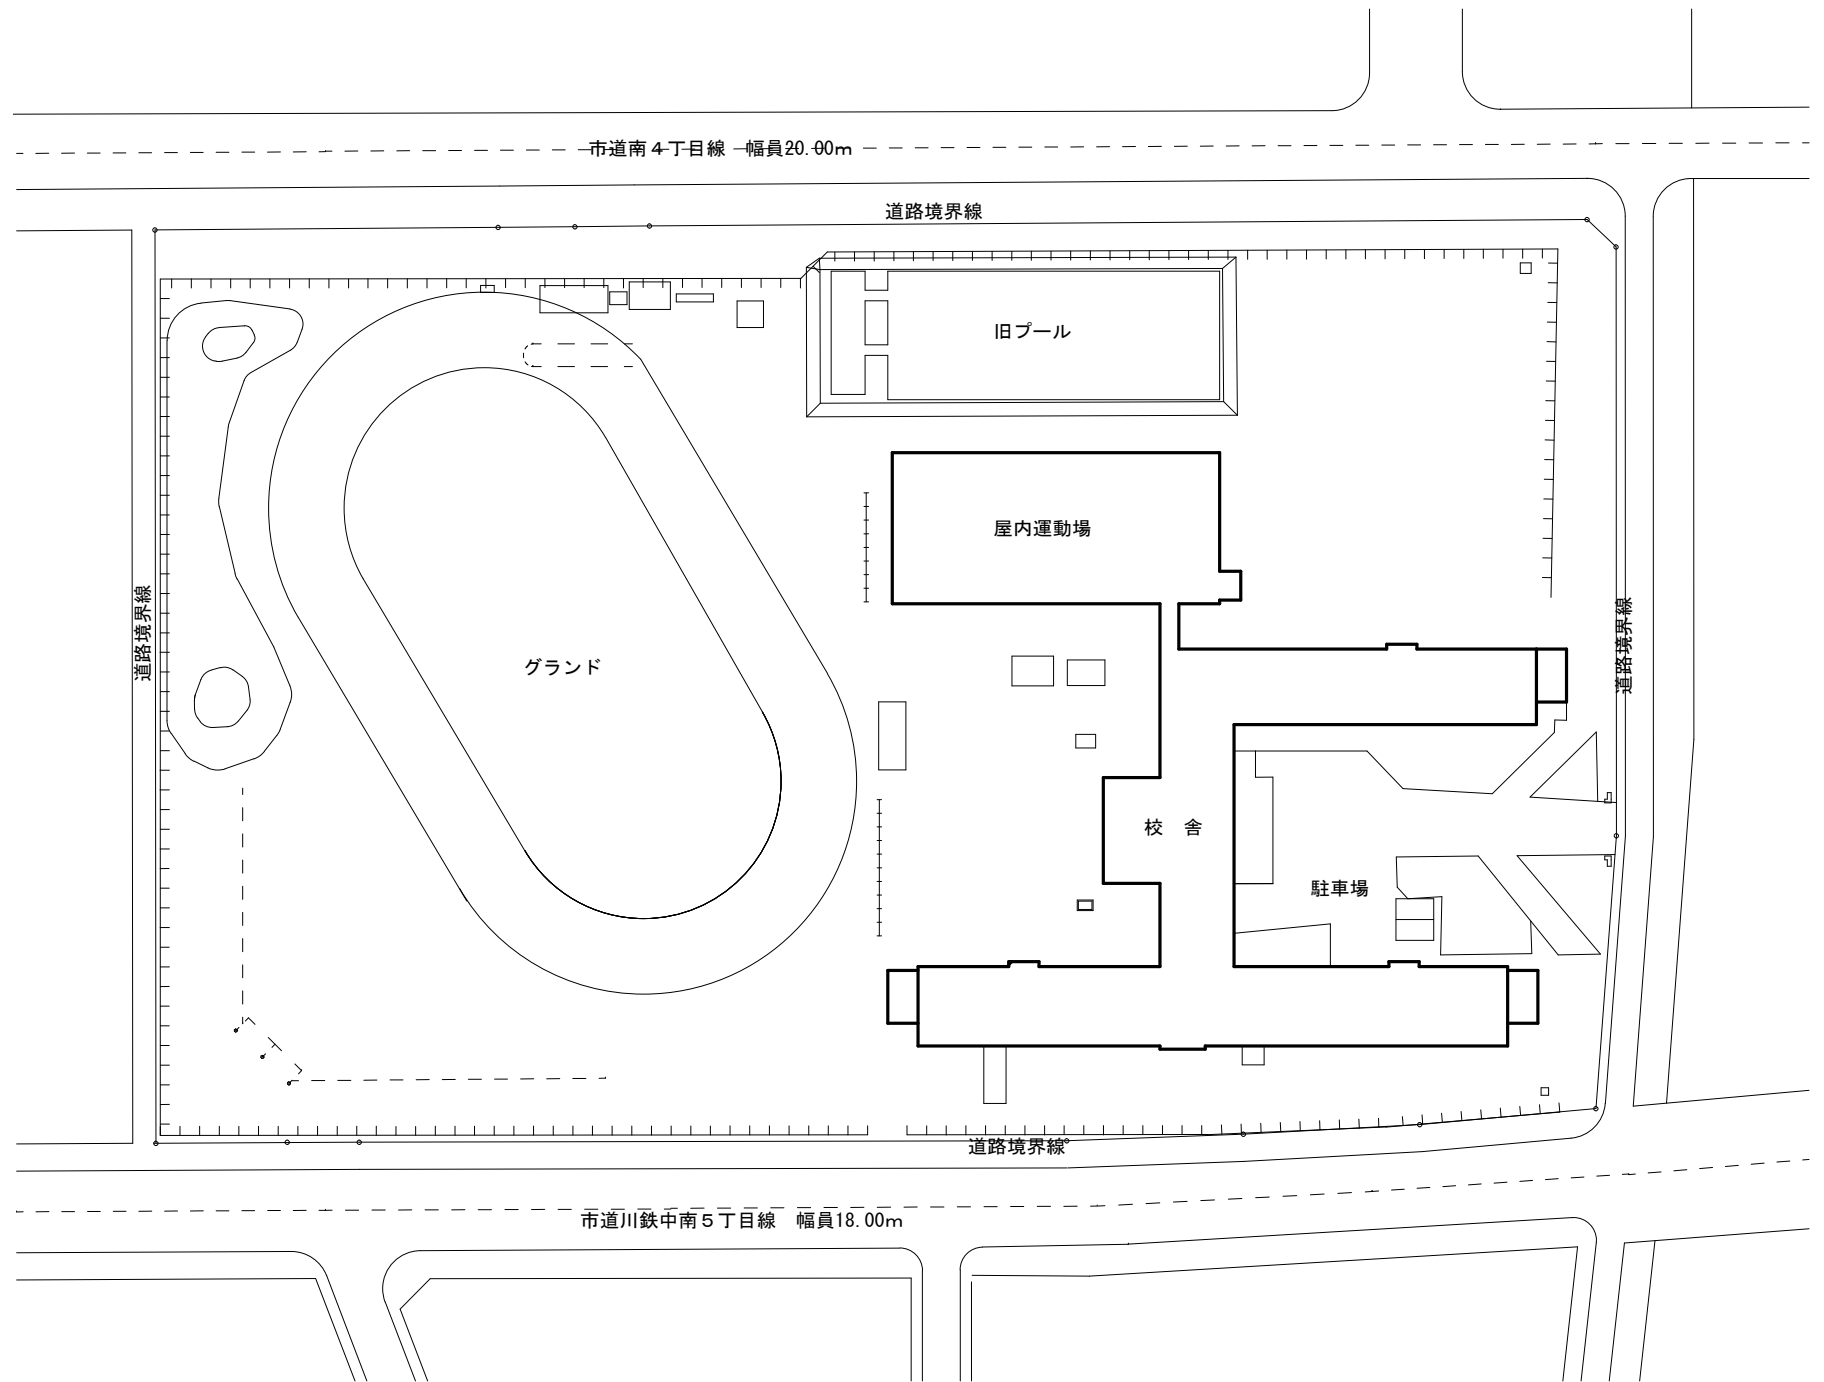 市道南４丁目線　幅員20.00m
道路境界線
旧プール
屋内運動場
道路境界線
道路境界線
グランド
校　舎
駐車場
道路境界線
市道川鉄中南５丁目線　幅員18.00m